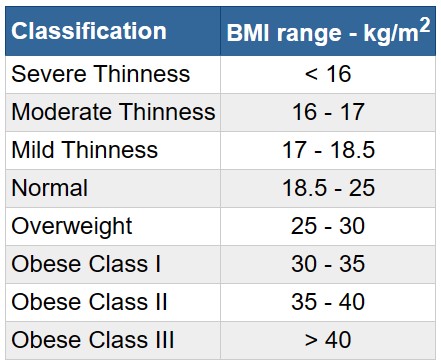 Classification BMI range - kg/m²
Severe Thinness < 16
Moderate Thinness 16 - 17
Mild Thinness 17 - 18.5
Normal 18.5 - 25
Overweight 25 - 30
Obese Class I 30 - 35
Obese Class II 35 - 40
Obese Class III > 40